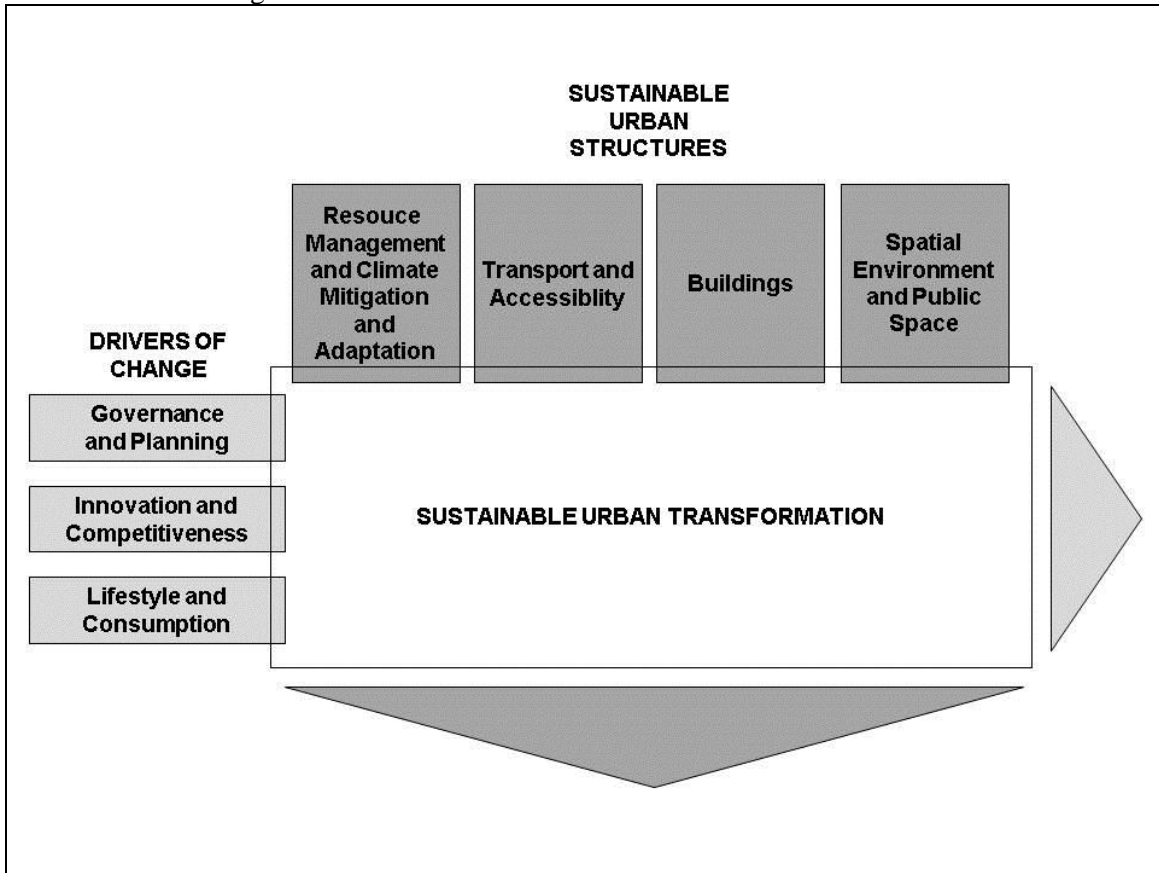 SUSTAINABLE
URBAN
STRUCTURES
Resouce
Management
and Climate
Mitigation
and
Adaptation
Transport and
Accessiblity
Buildings
Spatial
Environment
and Public
Space
DRIVERS OF
CHANGE
Governance
and Planning
Innovation and
Competitiveness
Lifestyle and
Consumption
SUSTAINABLE URBAN TRANSFORMATION